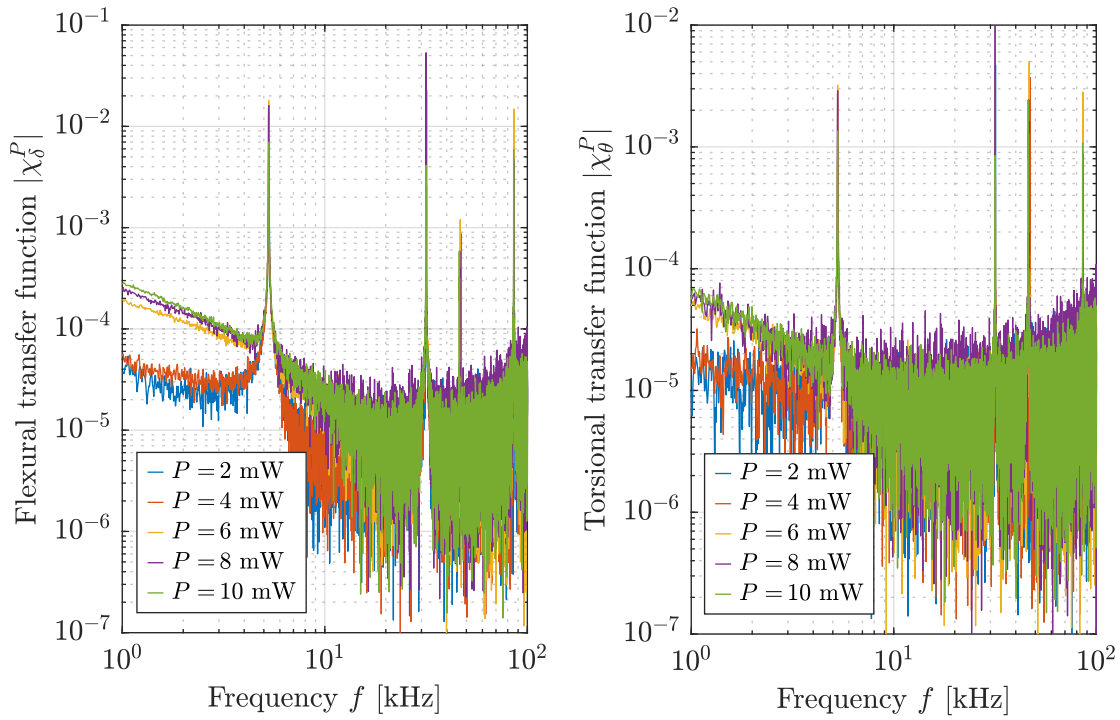 Flexural transfer function |χ_δ^P|
10^-1
10^-2
10^-3
10^-4
10^-5
10^-6
10^-7
P = 2 mW
P = 4 mW
P = 6 mW
P = 8 mW
P = 10 mW
10^0 10^1 10^2
Frequency f [kHz]
Torsional transfer function |χ_θ^P|
10^-2
10^-3
10^-4
10^-5
10^-6
10^-7
P = 2 mW
P = 4 mW
P = 6 mW
P = 8 mW
P = 10 mW
10^0 10^1 10^2
Frequency f [kHz]